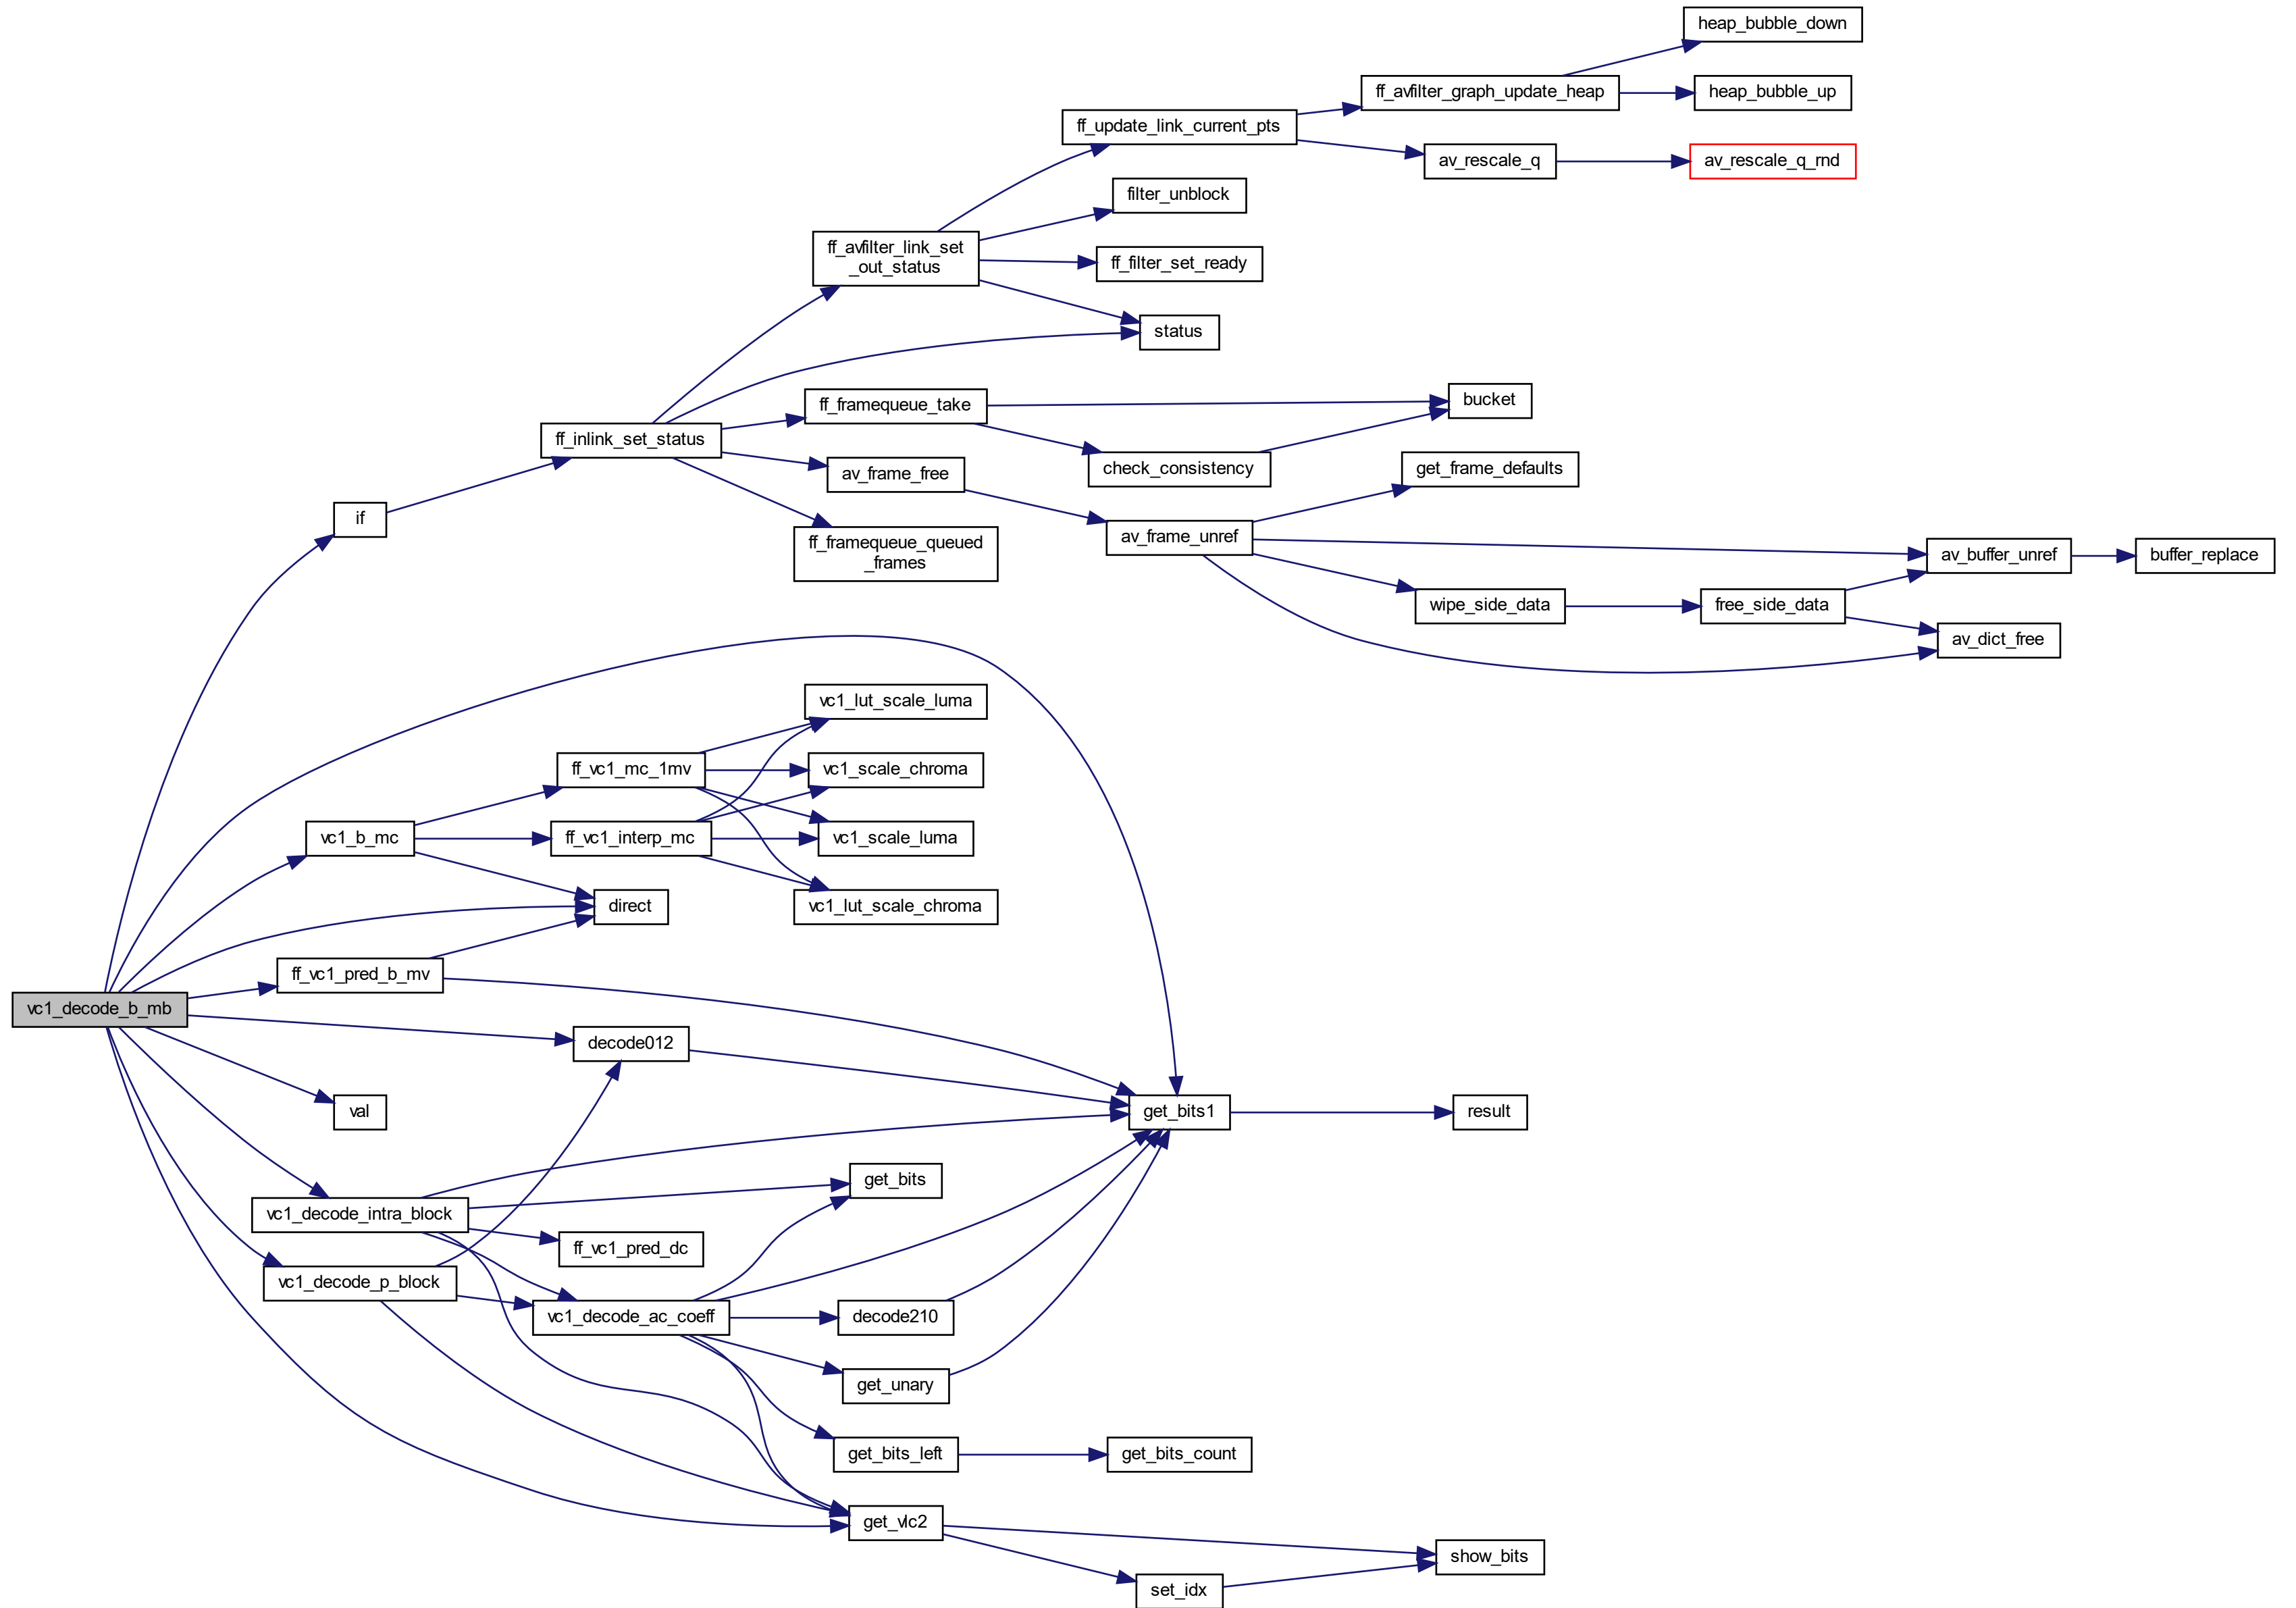 heap_bubble_down
ff_avfilter_graph_update_heap
heap_bubble_up
ff_update_link_current_pts
av_rescale_q
av_rescale_q_rnd
filter_unblock
ff_avfilter_link_set
_out_status
ff_filter_set_ready
status
ff_framequeue_take
bucket
ff_inlink_set_status
check_consistency
get_frame_defaults
av_frame_free
if
av_frame_unref
ff_framequeue_queued
_frames
av_buffer_unref
buffer_replace
wipe_side_data
free_side_data
av_dict_free
vc1_lut_scale_luma
ff_vc1_mc_1mv
vc1_scale_chroma
vc1_b_mc
ff_vc1_interp_mc
vc1_scale_luma
direct
vc1_lut_scale_chroma
ff_vc1_pred_b_mv
vc1_decode_b_mb
decode012
val
get_bits1
result
get_bits
vc1_decode_intra_block
ff_vc1_pred_dc
vc1_decode_p_block
vc1_decode_ac_coeff
decode210
get_unary
get_bits_left
get_bits_count
get_vlc2
show_bits
set_idx